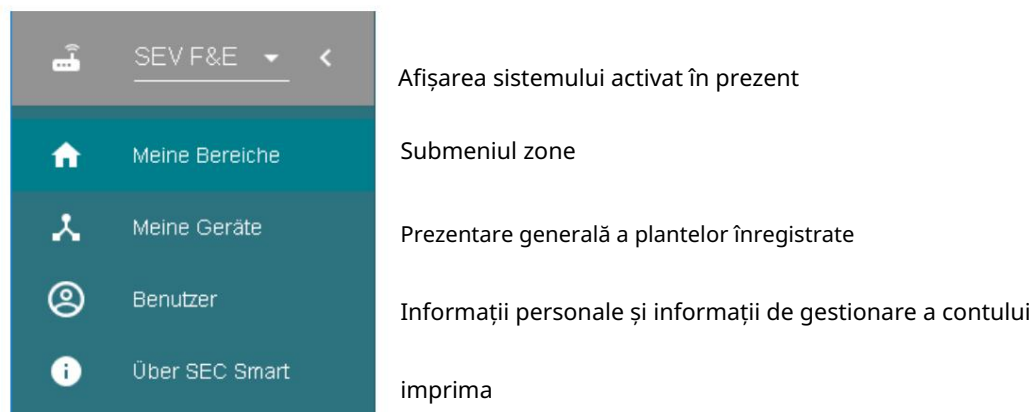 SEV F&E
Afișarea sistemului activat în prezent
Meine Bereiche
Submeniul zone
Meine Geräte
Prezentare generală a plantelor înregistrate
Benutzer
Informații personale și informații de gestionare a contului
Über SEC Smart
imprima